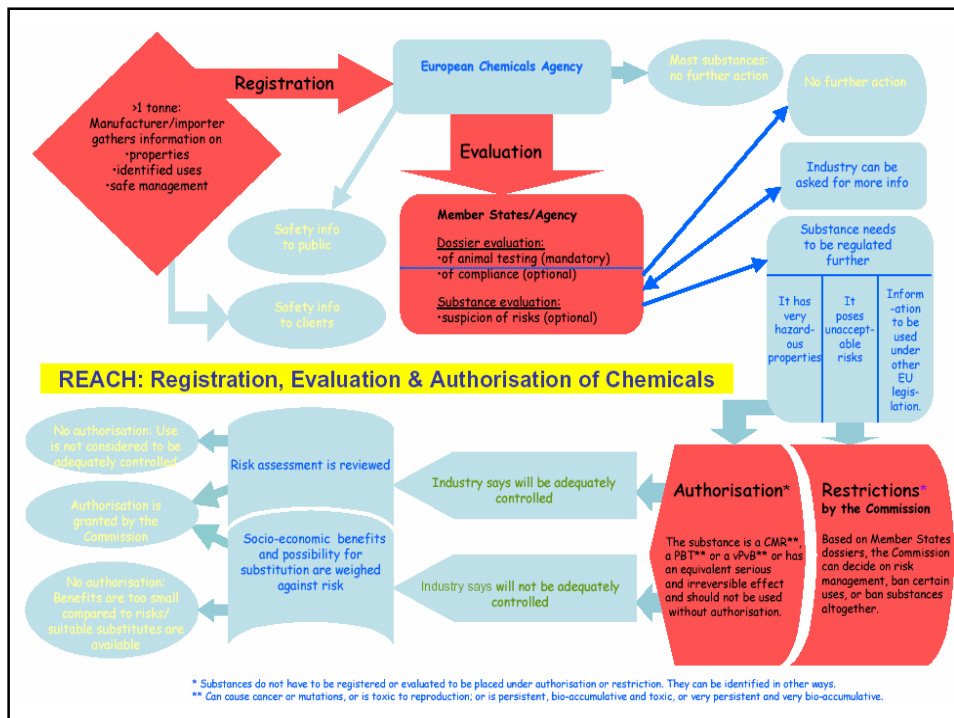 >1 tonne:
Manufacturer/importer
gathers information on
•properties
•identified uses
•safe management
Registration
European Chemicals Agency
Most substances:
no further action
No further action
Evaluation
Industry can be
asked for more info
Safety info
to public
Safety info
to clients
Member States/Agency
Dossier evaluation:
•of animal testing (mandatory)
•of compliance (optional)
Substance evaluation:
•suspicion of risks (optional)
Substance needs
to be regulated
further
It has
very
hazard-
ous
properties
It
poses
unaccept-
able
risks
Inform
-ation
to be
used
under
other
EU
legis-
lation.
REACH: Registration, Evaluation & Authorisation of Chemicals
No authorisation: Use
is not considered to be
adequately controlled
Authorisation is
granted by the
Commission
No authorisation:
Benefits are too small
compared to risks/
suitable substitutes are
available
Risk assessment is reviewed
Socio-economic benefits
and possibility for
substitution are weighed
against risk
Industry says will be adequately
controlled
Industry says will not be adequately
controlled
Authorisation*
The substance is a CMR**,
a PBT** or a vPvB** or has
an equivalent serious
and irreversible effect
and should not be used
without authorisation.
Restrictions*
by the Commission
Based on Member States
dossiers, the Commission
can decide on risk
management, ban certain
uses, or ban substances
altogether.
* Substances do not have to be registered or evaluated to be placed under authorisation or restriction. They can be identified in other ways.
** Can cause cancer or mutations, or is toxic to reproduction; or is persistent, bio-accumulative and toxic, or very persistent and very bio-accumulative.